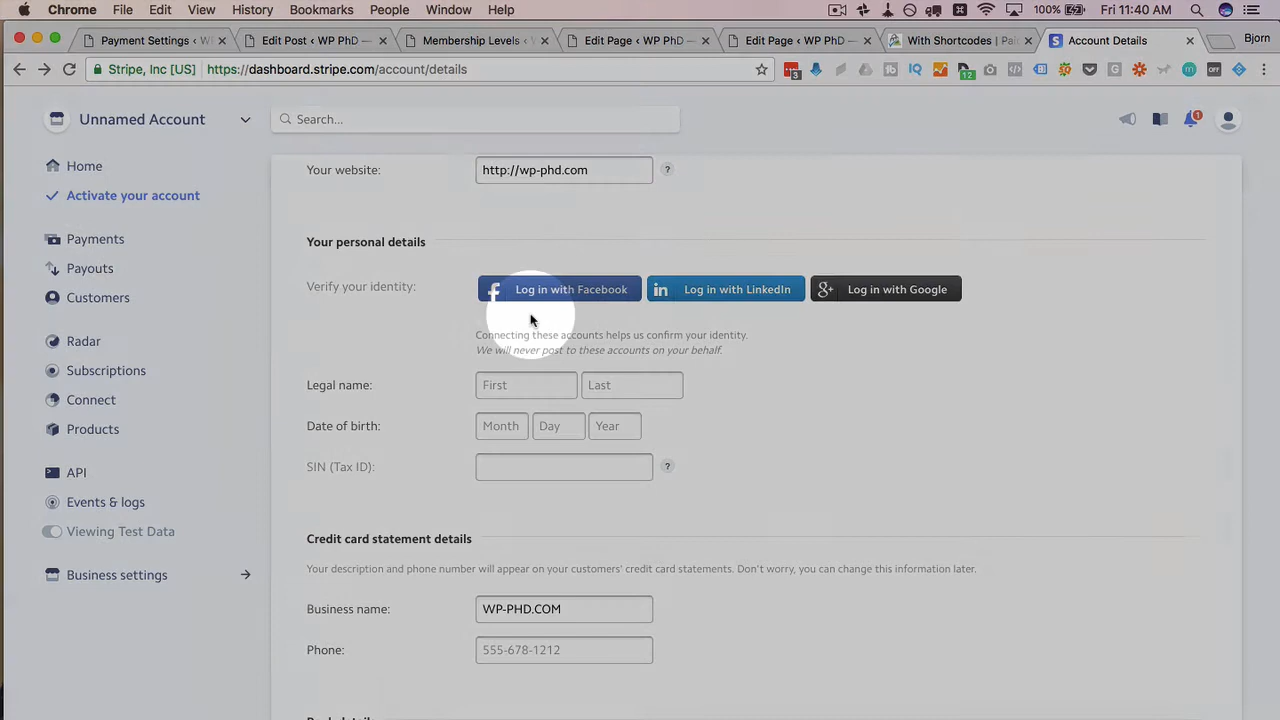 Chrome File Edit View History Bookmarks People Window Help 100% Fri 11:40 AM
Payment Settings ‹ W Edit Post ‹ WP PhD — Membership Levels ‹ Edit Page ‹ WP PhD — Edit Page ‹ WP PhD — With Shortcodes | Paid Account Details Bjorn
Stripe, Inc [US] https://dashboard.stripe.com/account/details 3 12 OFF
Unnamed Account Search... 1
Home
Activate your account
Payments
Payouts
Customers
Radar
Subscriptions
Connect
Products
API
Events & logs
Viewing Test Data
Business settings
Your website: http://wp-phd.com ?
Your personal details
Verify your identity: Log in with Facebook Log in with LinkedIn Log in with Google
Connecting these accounts helps us confirm your identity.
We will never post to these accounts on your behalf.
Legal name: First Last
Date of birth: Month Day Year
SIN (Tax ID): ?
Credit card statement details
Your description and phone number will appear on your customers' credit card statements. Don't worry, you can change this information later.
Business name: WP-PHD.COM
Phone: 555-678-1212